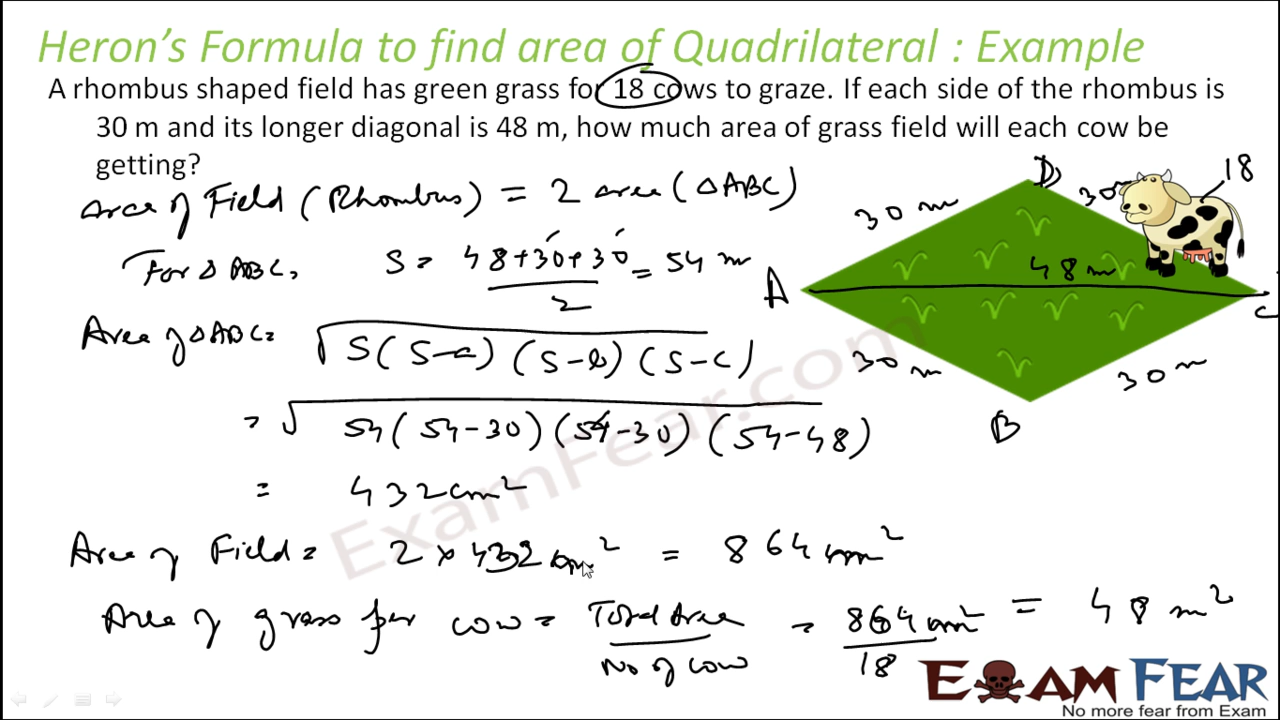 Heron's Formula to find area of Quadrilateral : Example
A rhombus shaped field has green grass for 18 cows to graze. If each side of the rhombus is
30 m and its longer diagonal is 48 m, how much area of grass field will each cow be
getting?
Area of Field (Rhombus) = 2 area (△ABC)
For △ABC, S = 48+30+30 / 2 = 54 m
Area of △ABC = √S(S-a)(S-b)(S-c)
= √54(54-30)(54-30)(54-48)
= 432 cm²
Area of Field = 2 × 432 cm² = 864 cm²
Area of grass per cow = Total Area / No of cow = 864 cm² / 18 = 48 m²
D
30 m
30
18
48 m
A
C
30 m
30 m
B
ExamFear.com
EXAM FEAR
No more fear from Exam